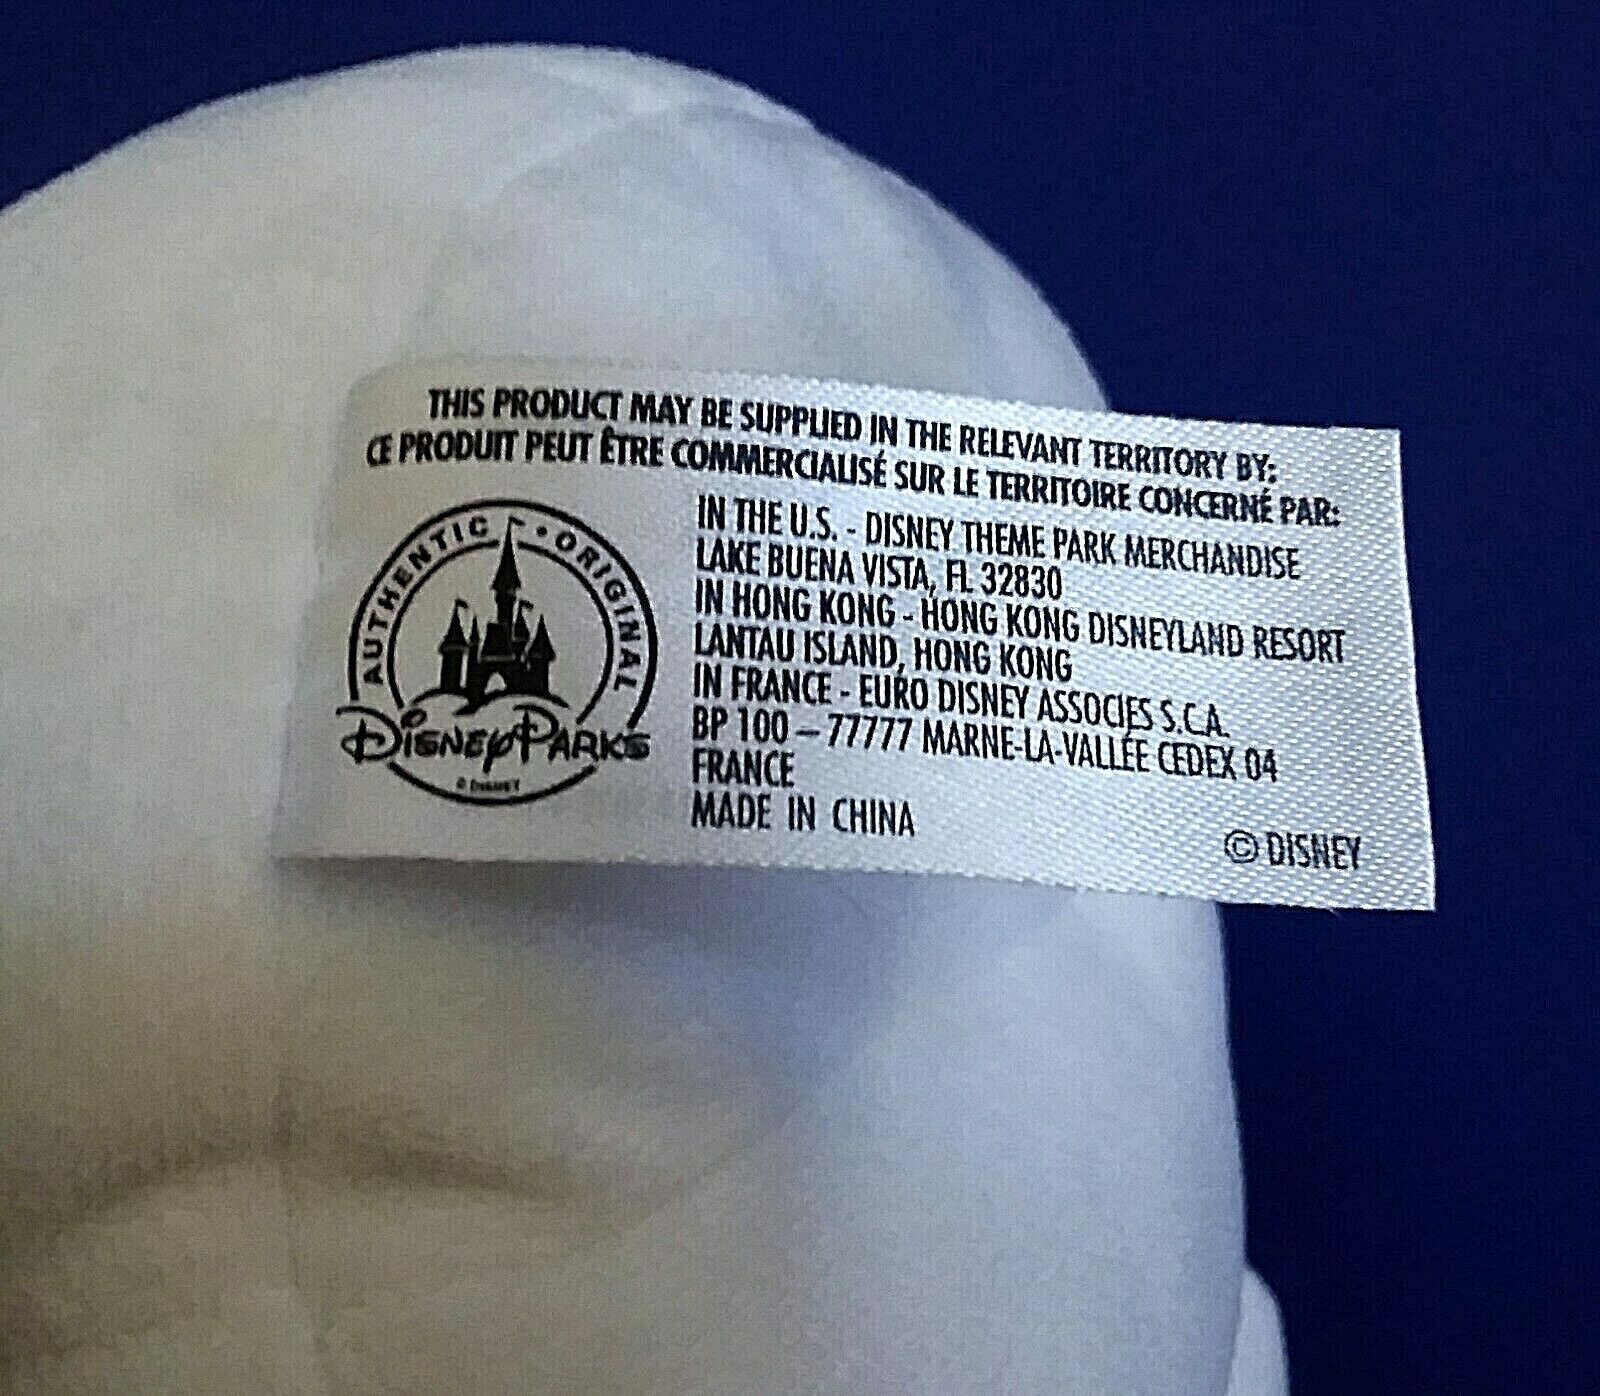 THIS PRODUCT MAY BE SUPPLIED IN THE RELEVANT TERRITORY BY:
CE PRODUIT PEUT ÊTRE COMMERCIALISÉ SUR LE TERRITOIRE CONCERNÉ PAR:
AUTHENTIC • ORIGINAL
DISNEY PARKS
© DISNEY
IN THE U.S. - DISNEY THEME PARK MERCHANDISE
LAKE BUENA VISTA, FL 32830
IN HONG KONG - HONG KONG DISNEYLAND RESORT
LANTAU ISLAND, HONG KONG
IN FRANCE - EURO DISNEY ASSOCIES S.C.A.
BP 100 – 77777 MARNE-LA-VALLÉE CEDEX 04
FRANCE
MADE IN CHINA
© DISNEY